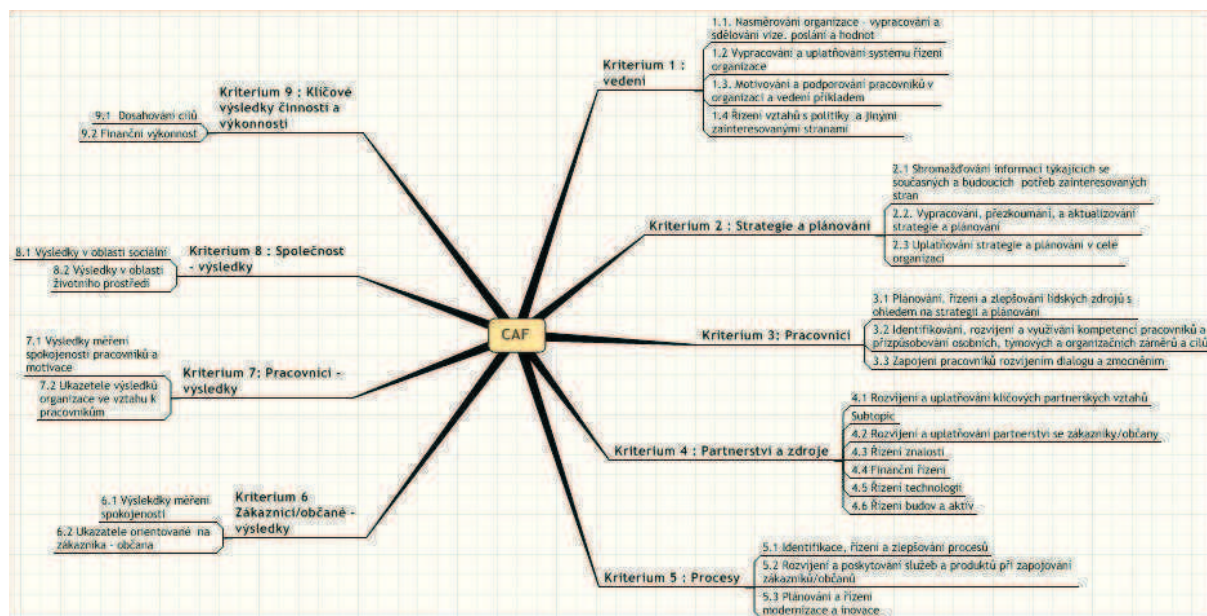 CAF
Kriterium 1 :
vedení
1.1. Nasměrování organizace - vypracování a
sdělování vize, poslání a hodnot
1.2 Vypracování a uplatňování systému řízení
organizace
1.3. Motivování a podporování pracovníků v
organizaci a vedení příkladem
1.4 Řízení vztahů s politiky a jinými
zainteresovanými stranami
Kriterium 2 : Strategie a plánování
2.1 Shromažďování informací týkajících se
současných a budoucích potřeb zainteresovaných
stran
2.2. Vypracování, přezkoumání, a aktualizování
strategie a plánování
2.3 Uplatňování strategie a plánování v celé
organizaci
Kriterium 3: Pracovníci
3.1 Plánování, řízení a zlepšování lidských zdrojů s
ohledem na strategii a plánování
3.2 Identifikování, rozvíjení a využívání kompetencí pracovníků a
přizpůsobování osobních, týmových a organizačních záměrů a cílů
3.3 Zapojení pracovníků rozvíjením dialogu a zmocněním
Kriterium 4 : Partnerství a zdroje
4.1 Rozvíjení a uplatňování klíčových partnerských vztahů
Subtopic
4.2 Rozvíjení a uplatňování partnerství se zákazníky/občany
4.3 Řízení znalostí
4.4 Finanční řízení
4.5 Řízení technologií
4.6 Řízení budov a aktiv
Kriterium 5 : Procesy
5.1 Identifikace, řízení a zlepšování procesů
5.2 Rozvíjení a poskytování služeb a produktů při zapojování
zákazníků/občanů
5.3 Plánování a řízení
modernizace a inovace
Kriterium 6
Zákazníci/občané -
výsledky
6.1 Výslekdky měření
spokojenosti
6.2 Ukazatele orientované na
zákazníka - občana
Kriterium 7: Pracovníci -
výsledky
7.1 Výsledky měření
spokojenosti pracovníků a
motivace
7.2 Ukazetele výsledků
organizace ve vztahu k
pracovníkům
Kriterium 8 : Společnost
- výsledky
8.1 Výsledky v oblasti sociální
8.2 Výsledky v oblasti
životního prostředí
Kriterium 9 : Klíčové
výsledky činností a
výkonnosti
9.1 Dosahování cílů
9.2 Finanční výkonnost